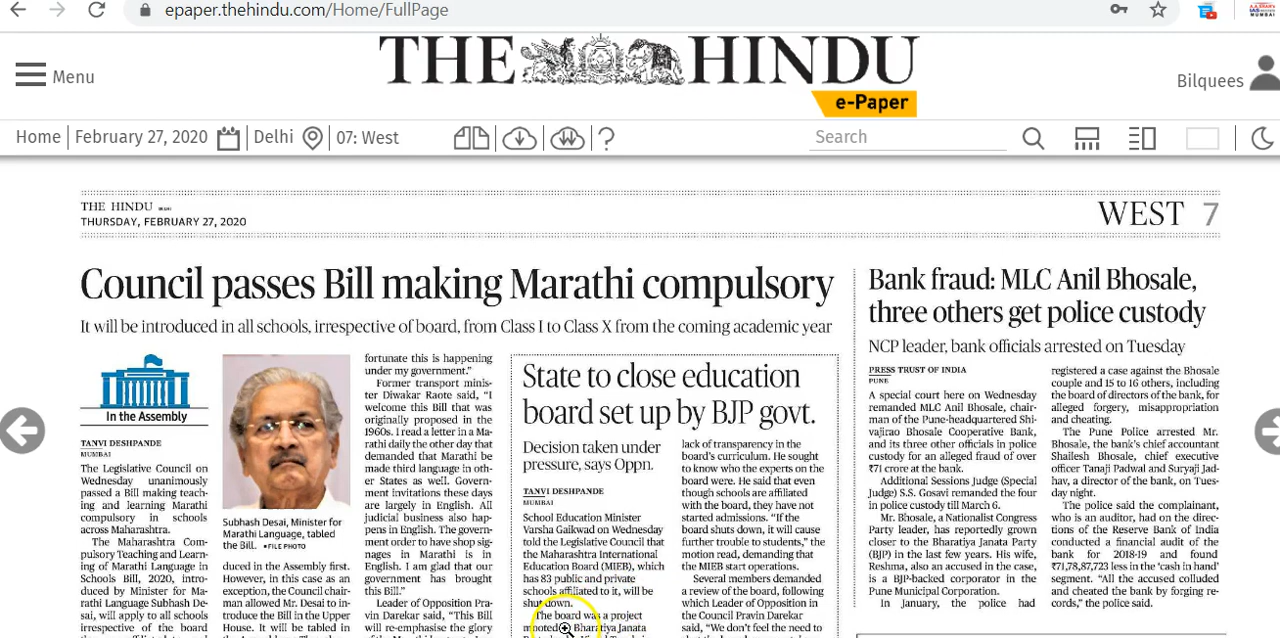 epaper.thehindu.com/Home/FullPage
A.A.SHAH'S
IAS INSTITUTE
MUMBAI
Menu
THE HINDU
e-Paper
Bilquees
Home | February 27, 2020 Delhi 07: West
?
Search
THE HINDU
THURSDAY, FEBRUARY 27, 2020
WEST 7
Council passes Bill making Marathi compulsory
It will be introduced in all schools, irrespective of board, from Class I to Class X from the coming academic year
In the Assembly
TANVI DESHPANDE
MUMBAI
The Legislative Council on
Wednesday unanimously
passed a Bill making teach-
ing and learning Marathi
compulsory in schools
across Maharashtra.
The Maharashtra Com-
pulsory Teaching and Learn-
ing of Marathi Language in
Schools Bill, 2020, intro-
duced by Minister for Ma-
rathi Language Subhash De-
sai, will apply to all schools
irrespective of the board
Subhash Desai, Minister for
Marathi Language, tabled
the Bill. •FILE PHOTO
duced in the Assembly first.
However, in this case as an
exception, the Council chair-
man allowed Mr. Desai to in-
troduce the Bill in the Upper
House. It will be tabled in
fortunate this is happening
under my government.”
Former transport minis-
ter Diwakar Raote said, “I
welcome this Bill that was
originally proposed in the
1960s. I read a letter in a Ma-
rathi daily the other day that
demanded that Marathi be
made third language in oth-
er States as well. Govern-
ment invitations these days
are largely in English. All
judicial business also hap-
pens in English. The govern-
ment order to have shop sig-
nages in Marathi is in
English. I am glad that our
government has brought
this Bill.”
Leader of Opposition Pra-
vin Darekar said, “This Bill
will re-emphasise the glory
State to close education
board set up by BJP govt.
Decision taken under
pressure, says Oppn.
TANVI DESHPANDE
MUMBAI
School Education Minister
Varsha Gaikwad on Wednesday
told the Legislative Council that
the Maharashtra International
Education Board (MIEB), which
has 83 public and private
schools affiliated to it, will be
shut down.
The board was a project
mooted Bharatiya Janata
lack of transparency in the
board’s curriculum. He sought
to know who the experts on the
board were. He said that even
though schools are affiliated
with the board, they have not
started admissions. “If the
board shuts down, it will cause
further trouble to students,” the
motion read, demanding that
the MIEB start operations.
Several members demanded
a review of the board, following
which Leader of Opposition in
the Council Pravin Darekar
said, “We don’t feel the need to
Bank fraud: MLC Anil Bhosale,
three others get police custody
NCP leader, bank officials arrested on Tuesday
PRESS TRUST OF INDIA
PUNE
A special court here on Wednesday
remanded MLC Anil Bhosale, chair-
man of the Pune-headquartered Shi-
vajirao Bhosale Cooperative Bank,
and its three other officials in police
custody for an alleged fraud of over
₹71 crore at the bank.
Additional Sessions Judge (Special
Judge) S.S. Gosavi remanded the four
in police custody till March 6.
Mr. Bhosale, a Nationalist Congress
Party leader, has reportedly grown
closer to the Bharatiya Janata Party
(BJP) in the last few years. His wife,
Reshma, also an accused in the case,
is a BJP-backed corporator in the
Pune Municipal Corporation.
In January, the police had
registered a case against the Bhosale
couple and 15 to 16 others, including
the board of directors of the bank, for
alleged forgery, misappropriation
and cheating.
The Pune Police arrested Mr.
Bhosale, the bank’s chief accountant
Shailesh Bhosale, chief executive
officer Tanaji Padwal and Suryaji Jad-
hav, a director of the bank, on Tues-
day night.
The police said the complainant,
who is an auditor, had on the direc-
tions of the Reserve Bank of India
conducted a financial audit of the
bank for 2018-19 and found
₹71,78,87,723 less in the ‘cash in hand’
segment. “All the accused colluded
and cheated the bank by forging re-
cords,” the police said.